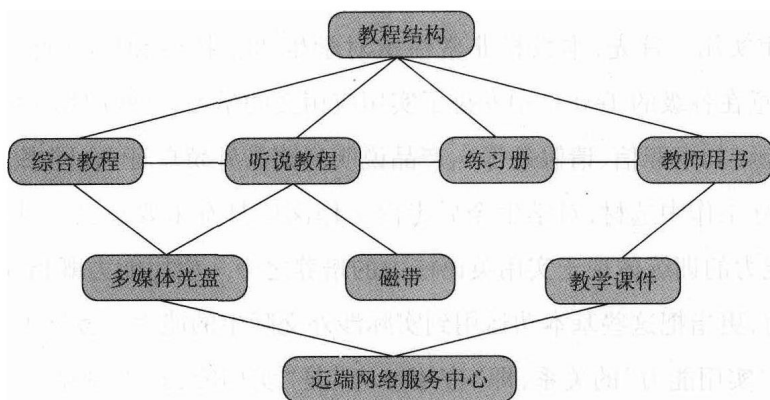 教程结构
综合教程
听说教程
练习册
教师用书
多媒体光盘
磁带
教学课件
远端网络服务中心